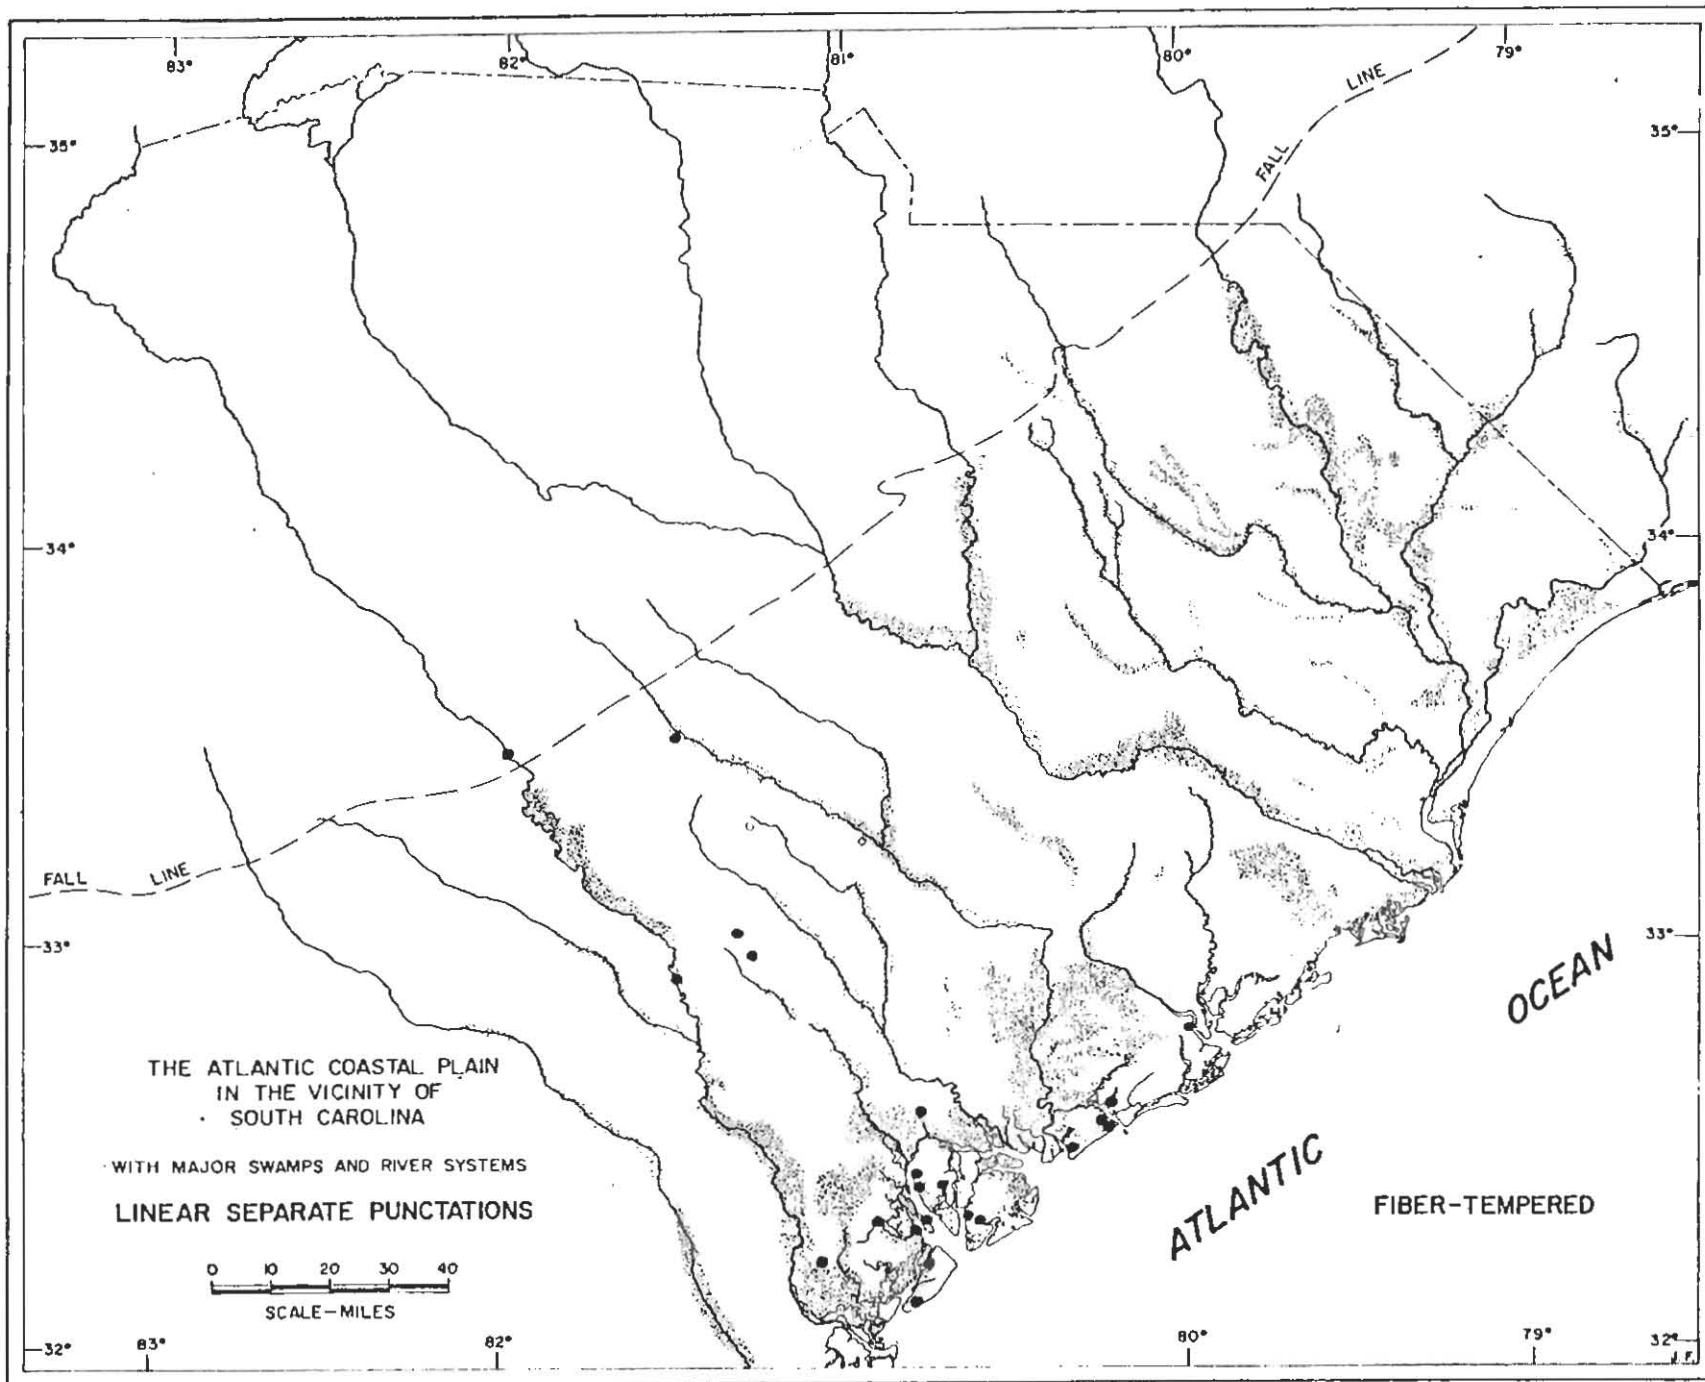 83°
82°
81°
80°
79°
LINE
35°
35°
FALL
34°
34°
FALL
LINE
33°
33°
OCEAN
THE ATLANTIC COASTAL PLAIN
IN THE VICINITY OF
SOUTH CAROLINA
WITH MAJOR SWAMPS AND RIVER SYSTEMS
LINEAR SEPARATE PUNCTATIONS
ATLANTIC
FIBER-TEMPERED
0 10 20 30 40
SCALE-MILES
32°
83°
82°
80°
79°
32°
J.F.